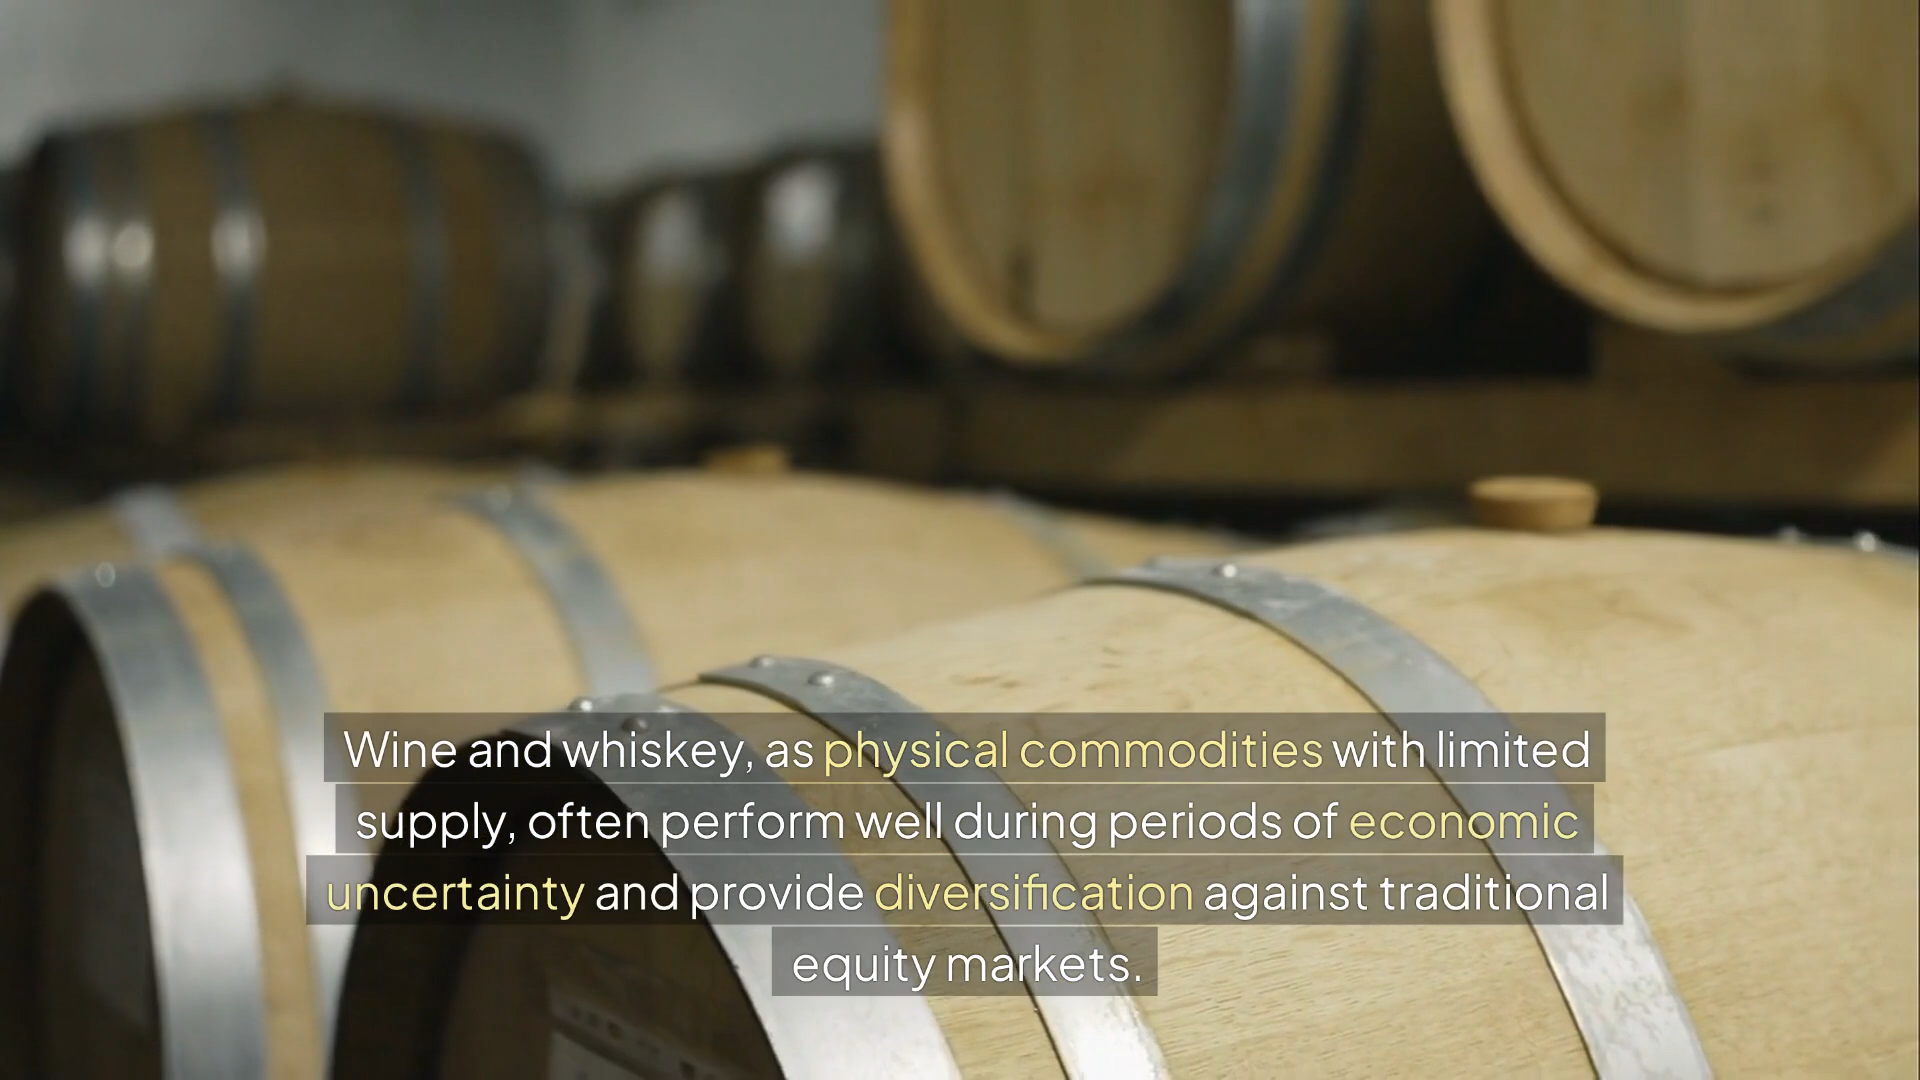 Wine and whiskey, as physical commodities with limited
supply, often perform well during periods of economic
uncertainty and provide diversification against traditional
equity markets.